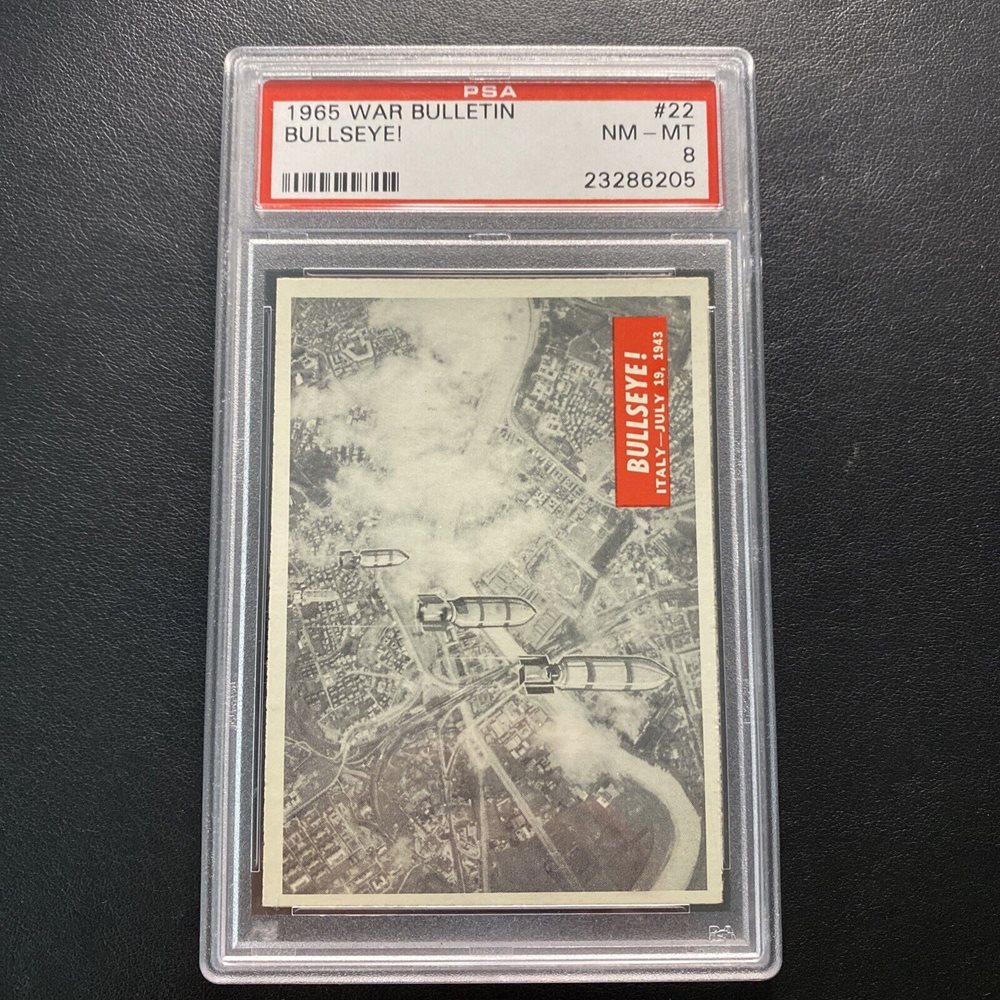 PSA
1965 WAR BULLETIN #22
BULLSEYE! NM – MT
8
23286205
BULLSEYE!
ITALY—JULY 19, 1943